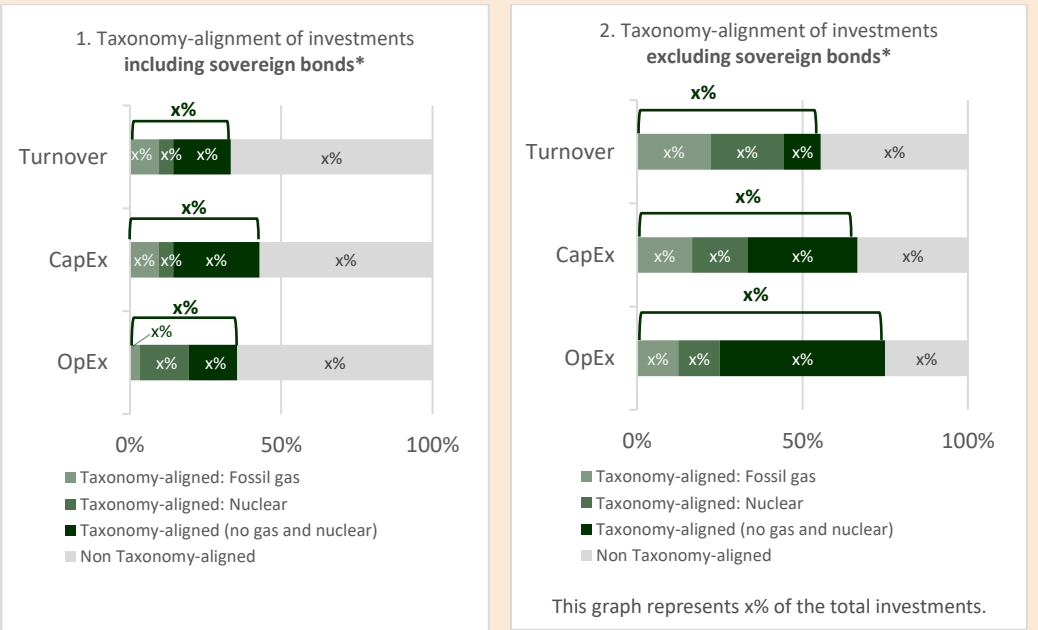 1. Taxonomy-alignment of investments
including sovereign bonds*
x%
Turnover
x%
x%
x%
x%
x%
CapEx
x%
x%
x%
x%
x%
x%
OpEx
x%
x%
x%
0%
50%
100%
Taxonomy-aligned: Fossil gas
Taxonomy-aligned: Nuclear
Taxonomy-aligned (no gas and nuclear)
Non Taxonomy-aligned
2. Taxonomy-alignment of investments
excluding sovereign bonds*
x%
Turnover
x%
x%
x%
x%
x%
CapEx
x%
x%
x%
x%
x%
OpEx
x%
x%
x%
x%
0%
50%
100%
Taxonomy-aligned: Fossil gas
Taxonomy-aligned: Nuclear
Taxonomy-aligned (no gas and nuclear)
Non Taxonomy-aligned
This graph represents x% of the total investments.